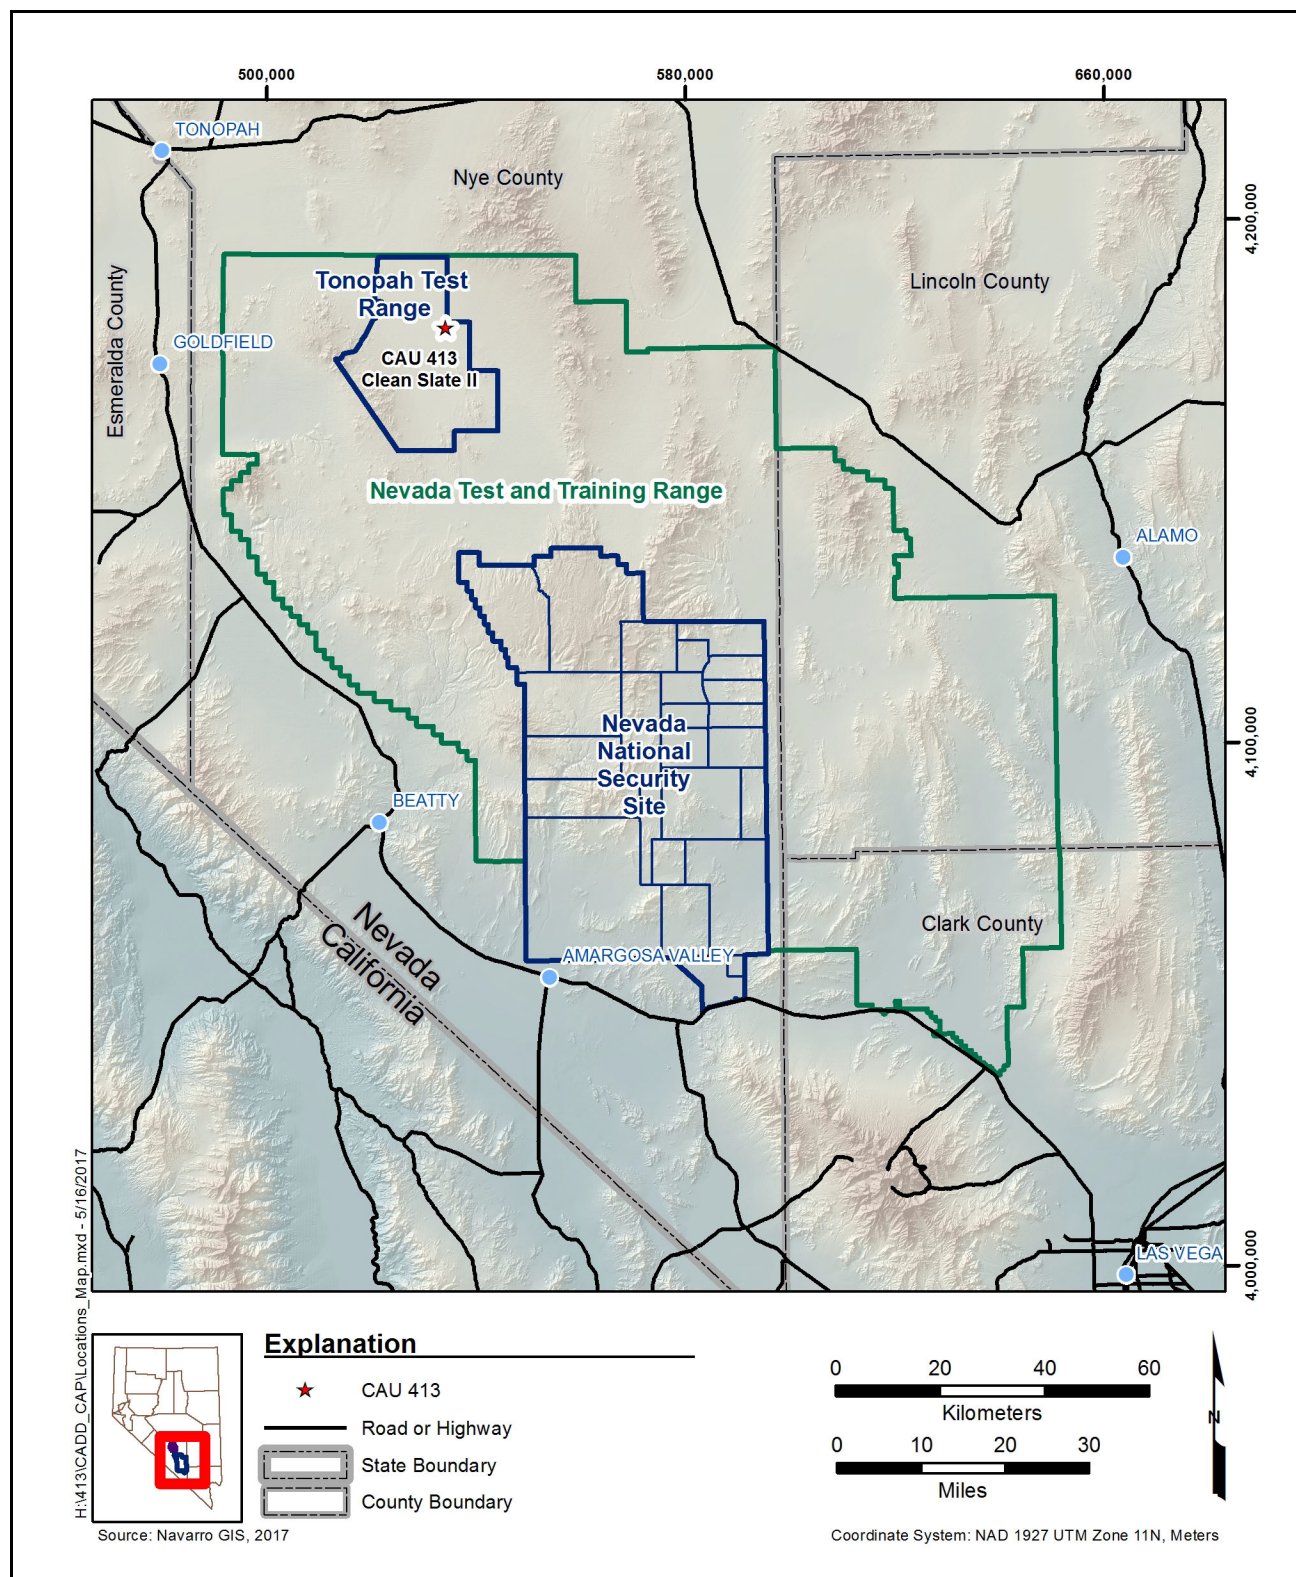 500,000
580,000
660,000
TONOPAH
Nye County
4,200,000
Lincoln County
Tonopah Test
Range
Esmeralda County
GOLDFIELD
CAU 413
Clean Slate II
Nevada Test and Training Range
ALAMO
Nevada
National
Security
Site
4,100,000
BEATTY
Nevada
California
Clark County
AMARGOSA VALLEY
LAS VEGA
4,000,000
H:\413\CADD_CAP\Locations_Map.mxd - 5/16/2017
Explanation
CAU 413
Road or Highway
State Boundary
County Boundary
0 20 40 60
Kilometers
0 10 20 30
Miles
N
Source: Navarro GIS, 2017
Coordinate System: NAD 1927 UTM Zone 11N, Meters